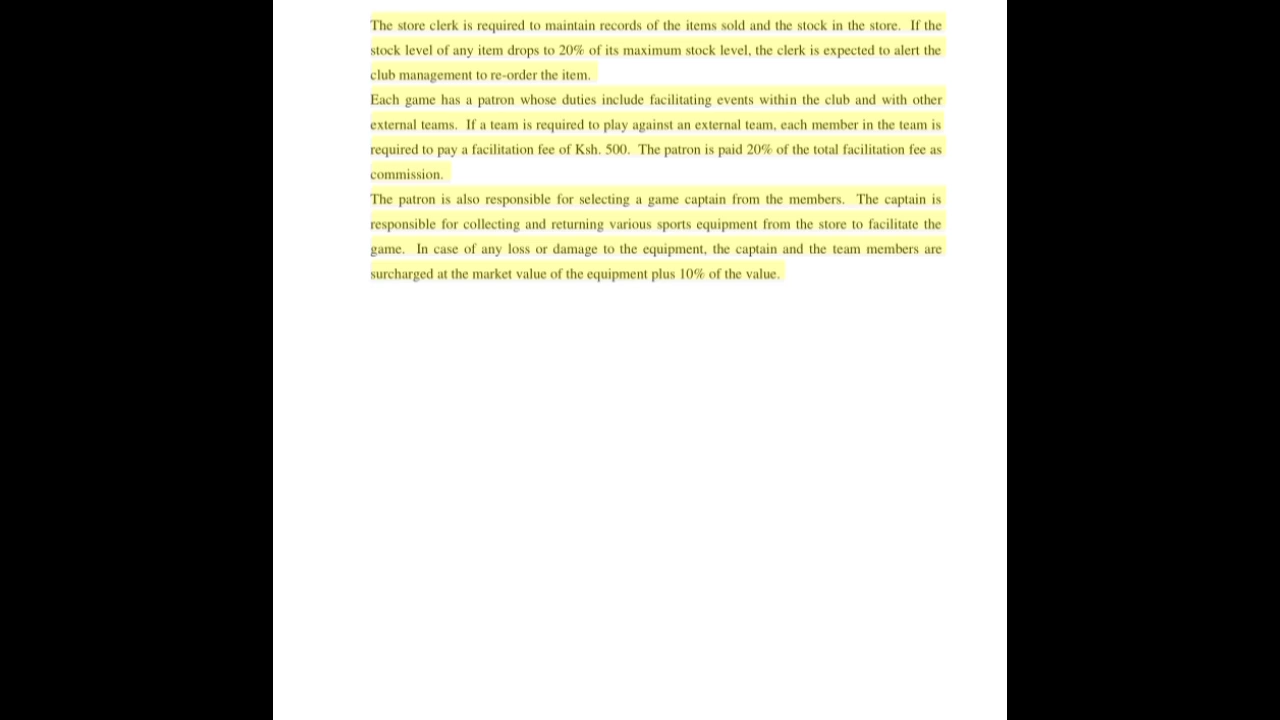 The store clerk is required to maintain records of the items sold and the stock in the store.  If the
stock level of any item drops to 20% of its maximum stock level, the clerk is expected to alert the
club management to re-order the item.
Each game has a patron whose duties include facilitating events within the club and with other
external teams.  If a team is required to play against an external team, each member in the team is
required to pay a facilitation fee of Ksh. 500.  The patron is paid 20% of the total facilitation fee as
commission.
The patron is also responsible for selecting a game captain from the members.  The captain is
responsible for collecting and returning various sports equipment from the store to facilitate the
game.  In case of any loss or damage to the equipment, the captain and the team members are
surcharged at the market value of the equipment plus 10% of the value.